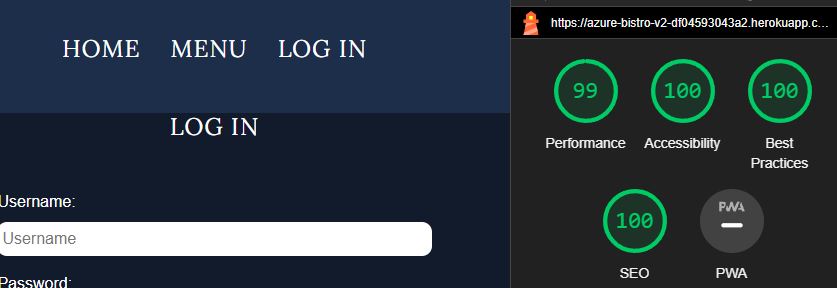 HOME MENU LOG IN
LOG IN
Username:
Username
Password:
https://azure-bistro-v2-df04593043a2.herokuapp.c...
99 100 100
Performance Accessibility Best Practices
100 PWA
SEO PWA